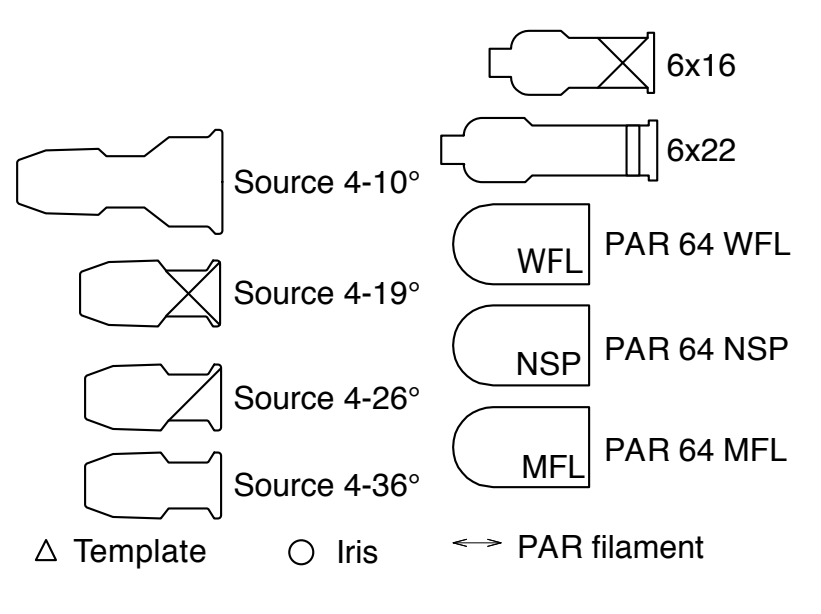 6x16
6x22
Source 4-10°
Source 4-19°
Source 4-26°
Source 4-36°
WFL PAR 64 WFL
NSP PAR 64 NSP
MFL PAR 64 MFL
Template Iris PAR filament